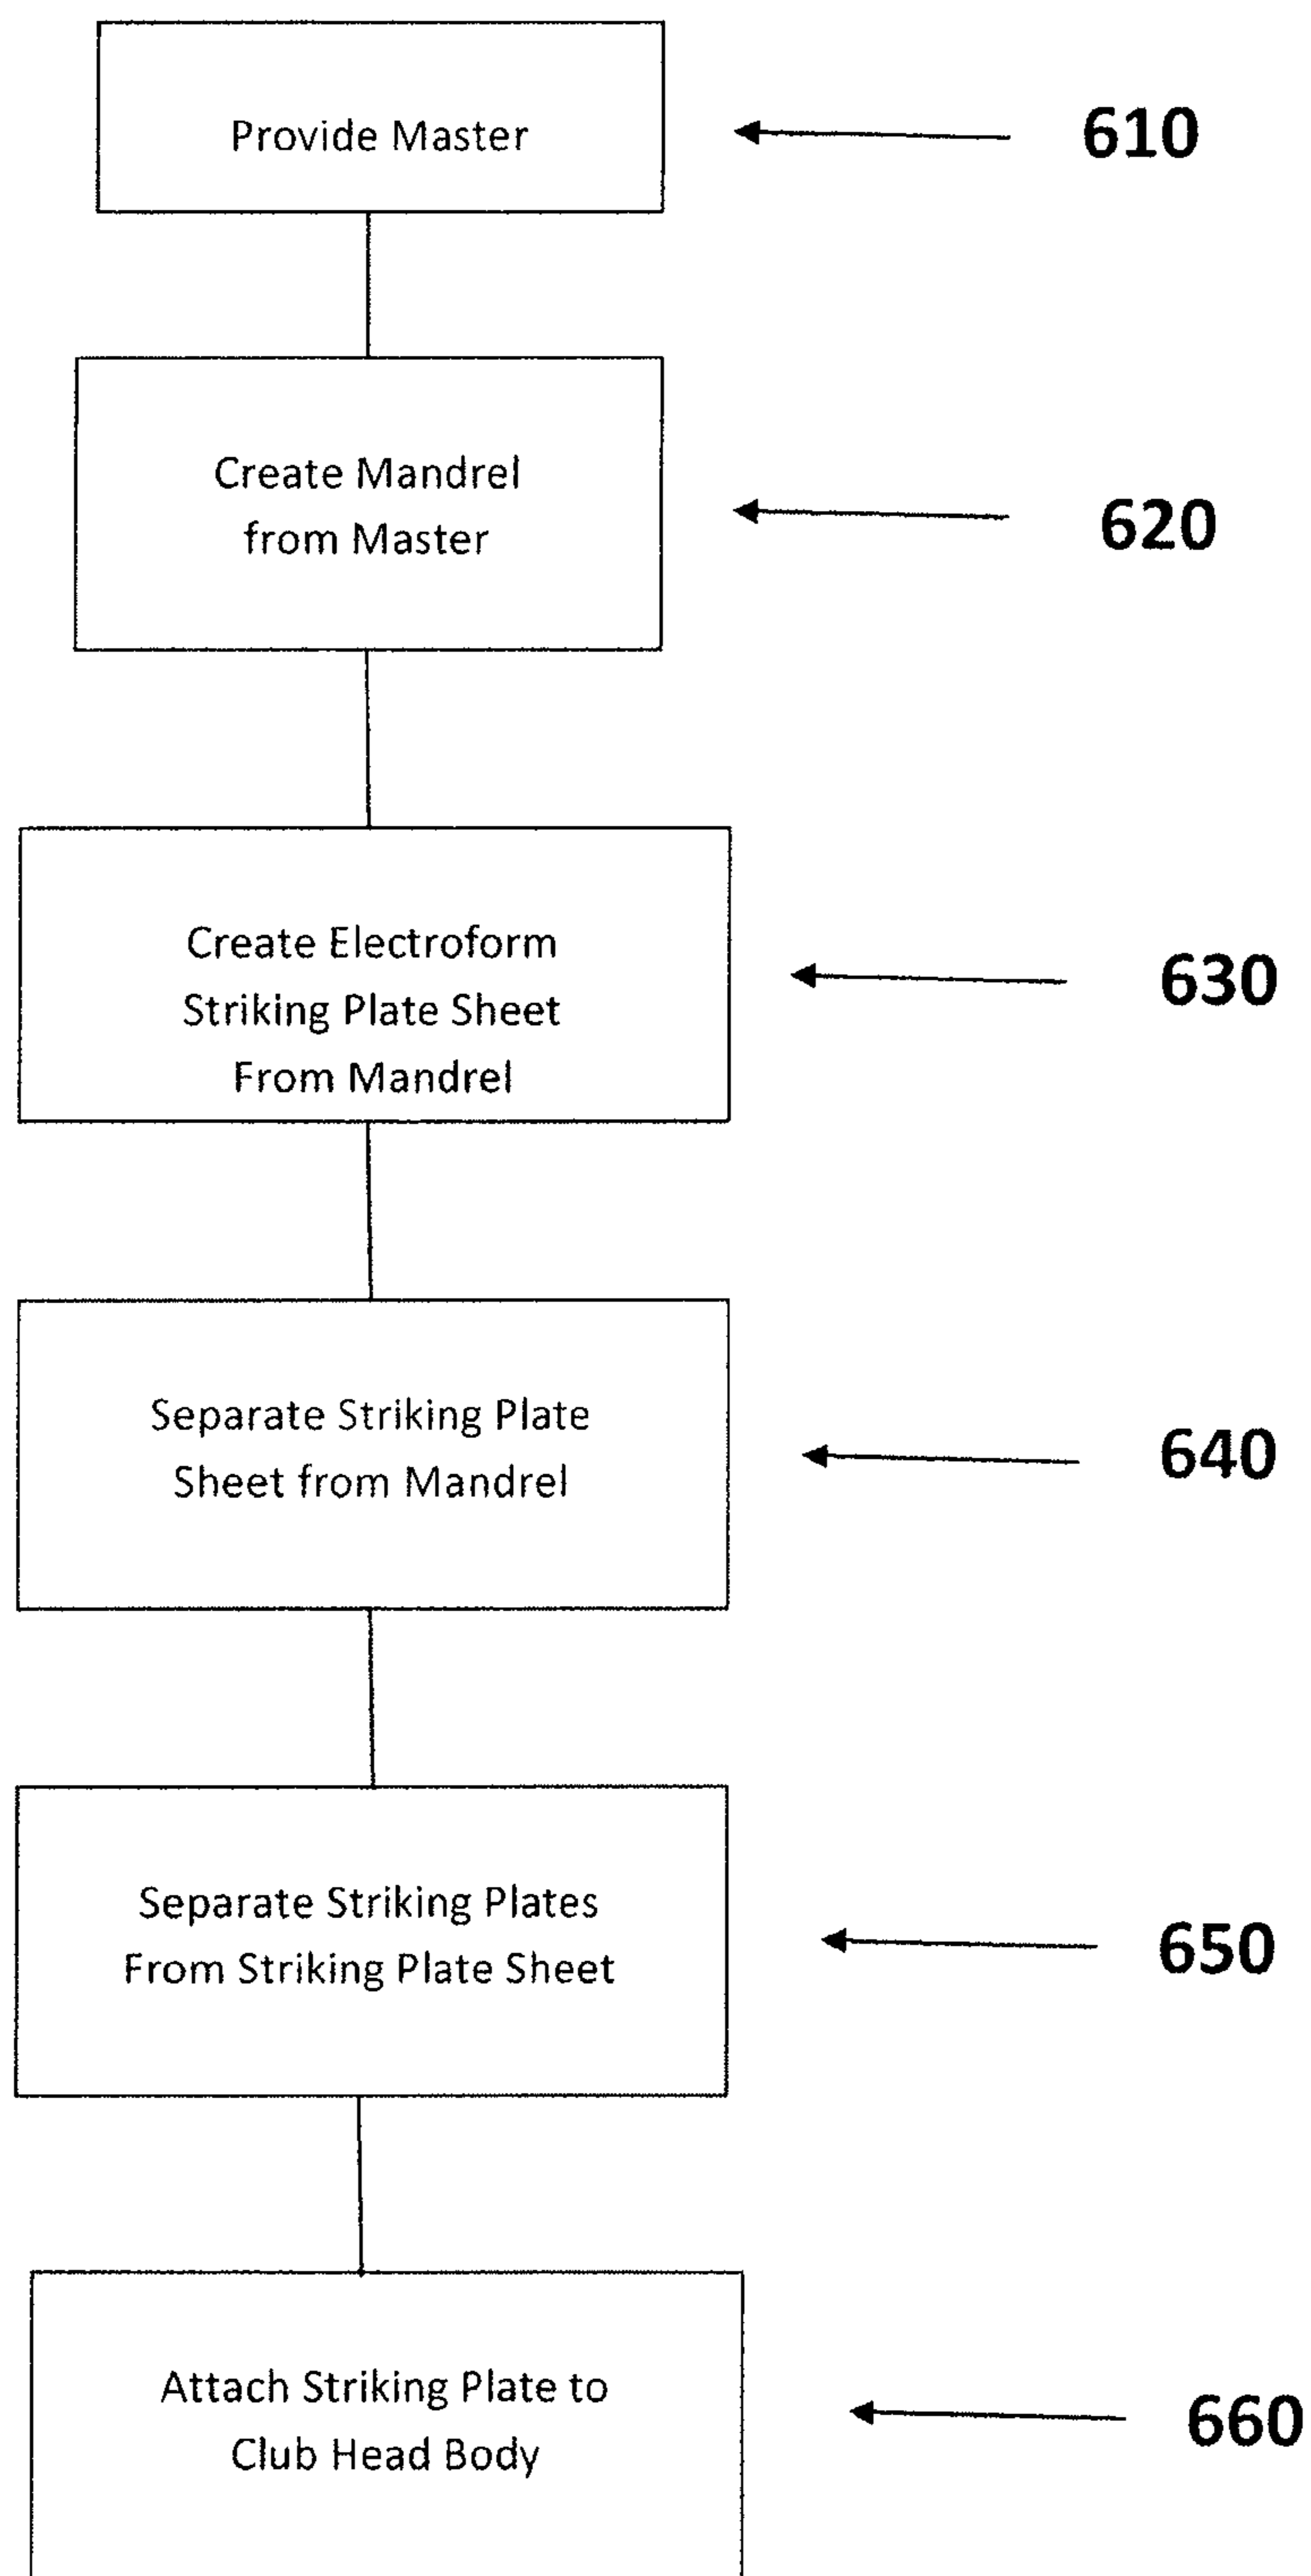 Provide Master
610
Create Mandrel
from Master
620
Create Electroform
Striking Plate Sheet
From Mandrel
630
Separate Striking Plate
Sheet from Mandrel
640
Separate Striking Plates
From Striking Plate Sheet
650
Attach Striking Plate to
Club Head Body
660